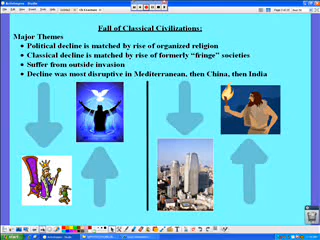 Fall of Classical Civilizations:
Major Themes
• Political decline is matched by rise of organized religion
• Classical decline is matched by rise of formerly “fringe” societies
• Suffer from outside invasion
• Decline was most disruptive in Mediterranean, then China, then India